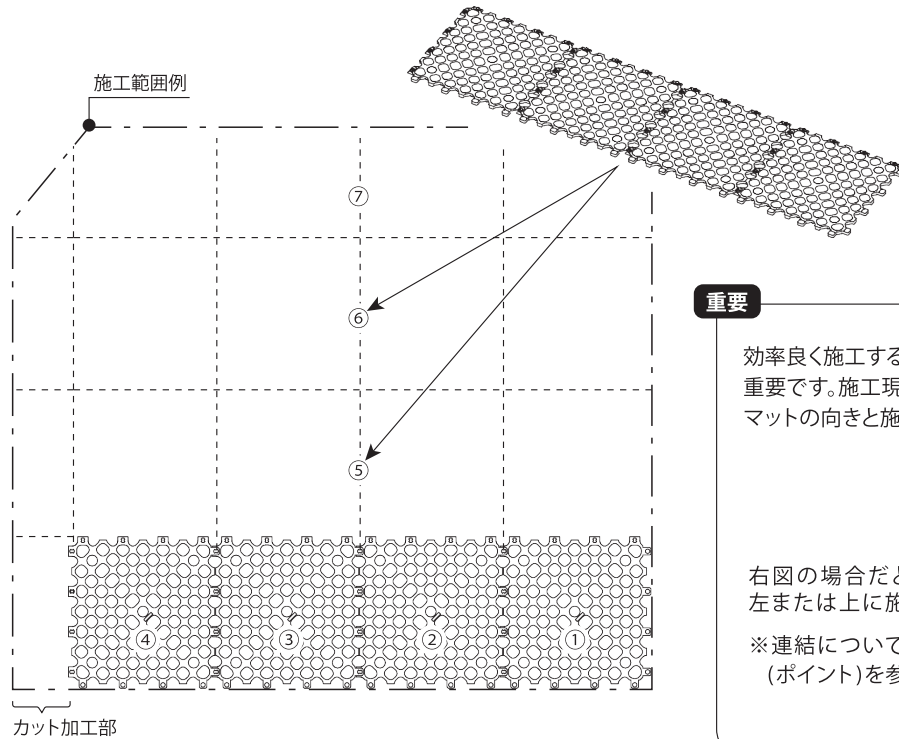 施工範囲例
⑦
⑥
⑤
④ ③ ② ①
カット加工部
重要
効率良く施工する
重要です。施工現
マットの向きと施
右図の場合だと
左または上に施
※連結について
(ポイント)を参